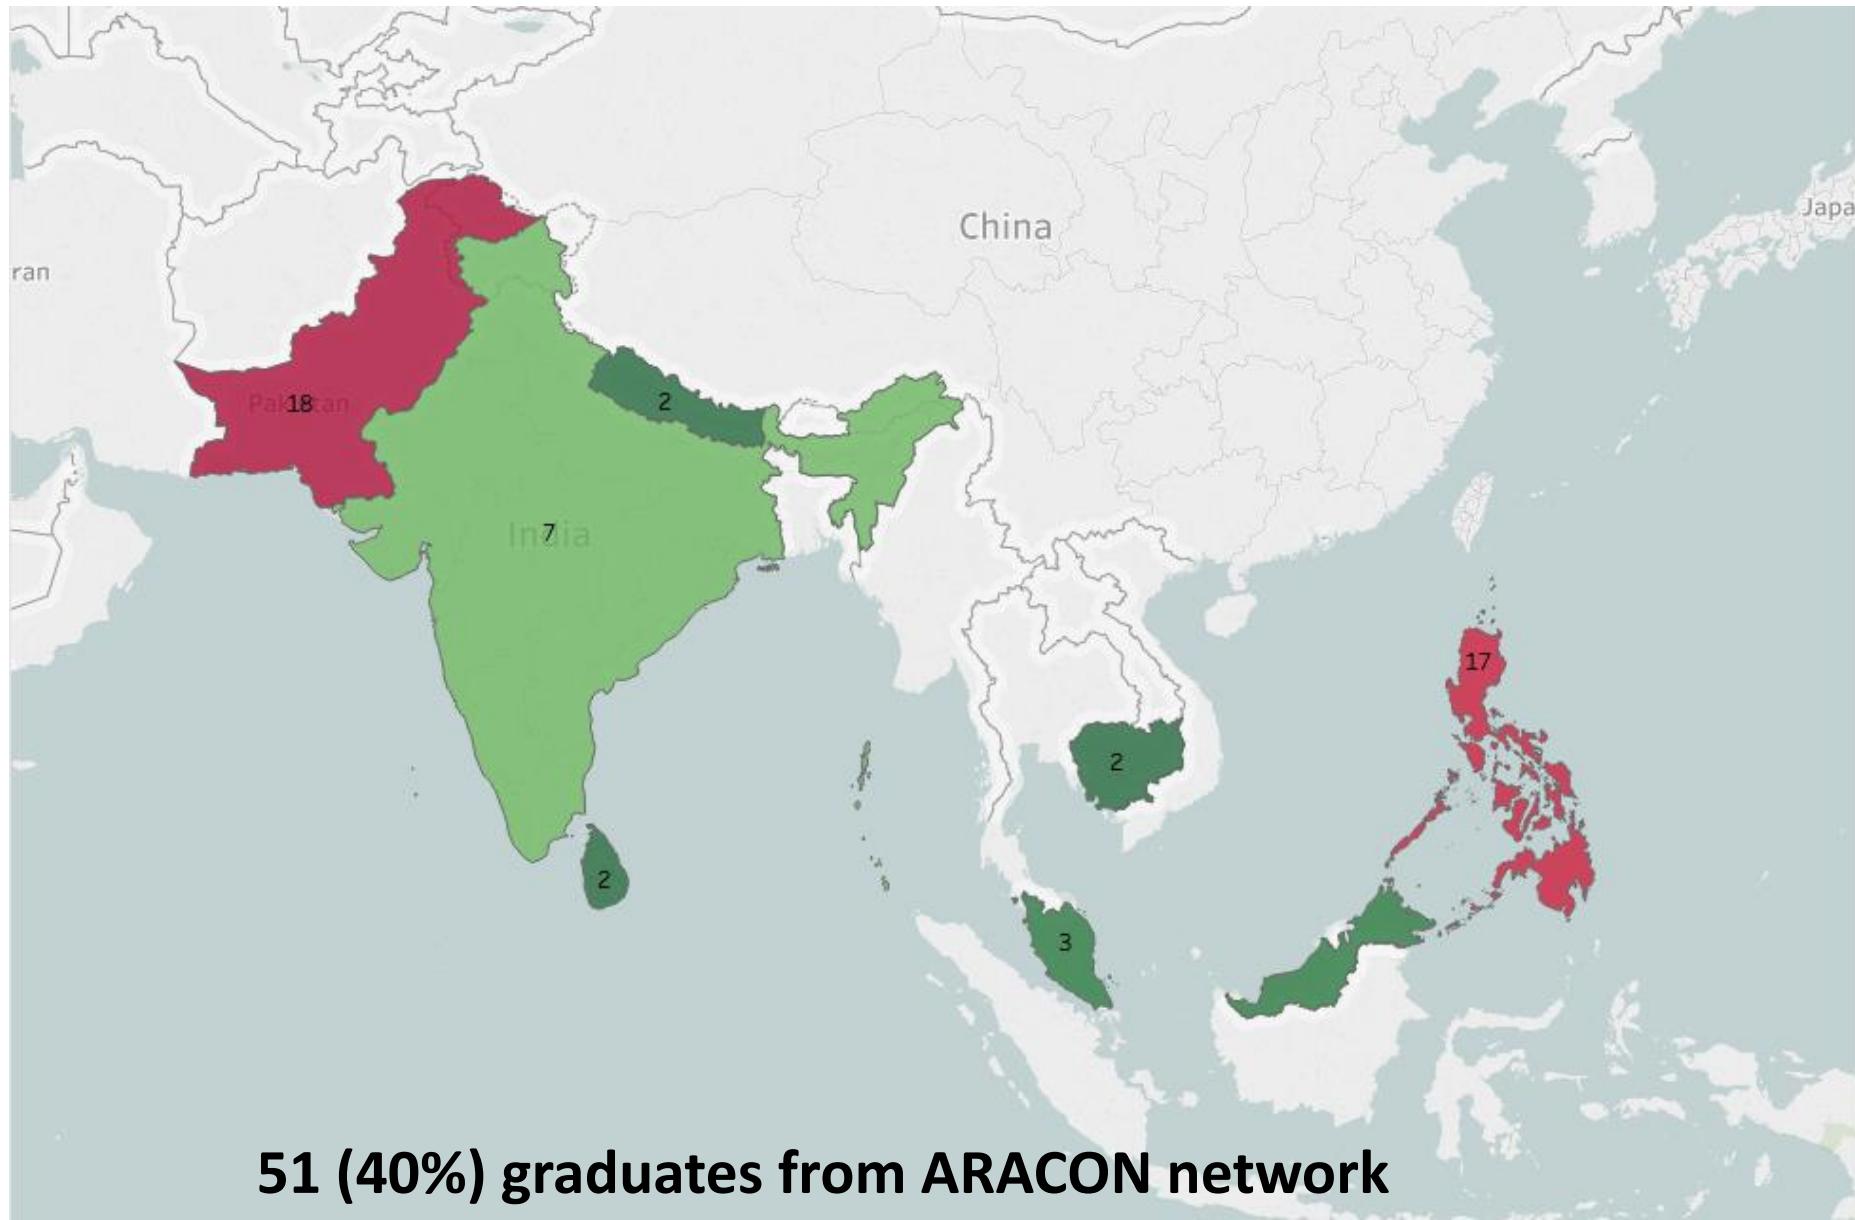 China
Japa
ran
Pakistan
18
2
India
7
17
2
2
3
51 (40%) graduates from ARACON network